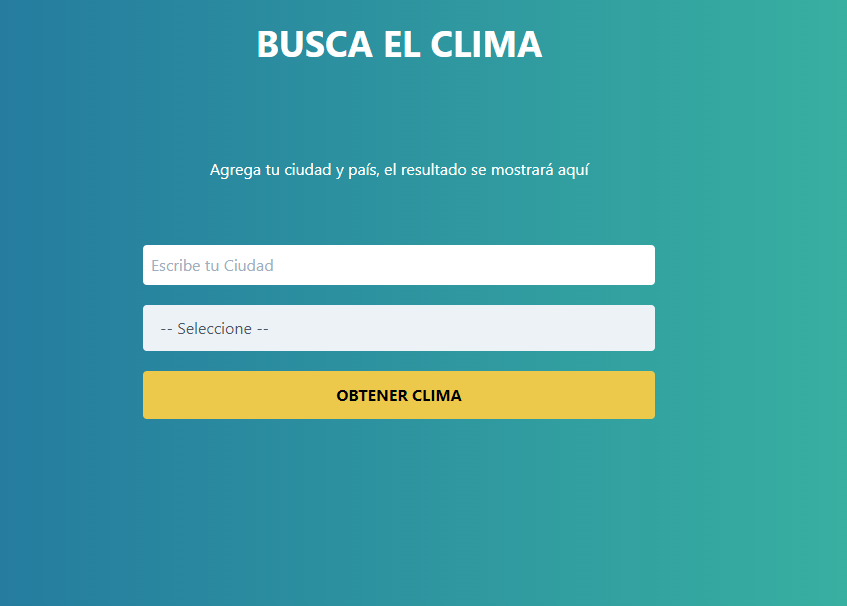 BUSCA EL CLIMA
Agrega tu ciudad y país, el resultado se mostrará aquí
Escribe tu Ciudad
-- Seleccione --
OBTENER CLIMA